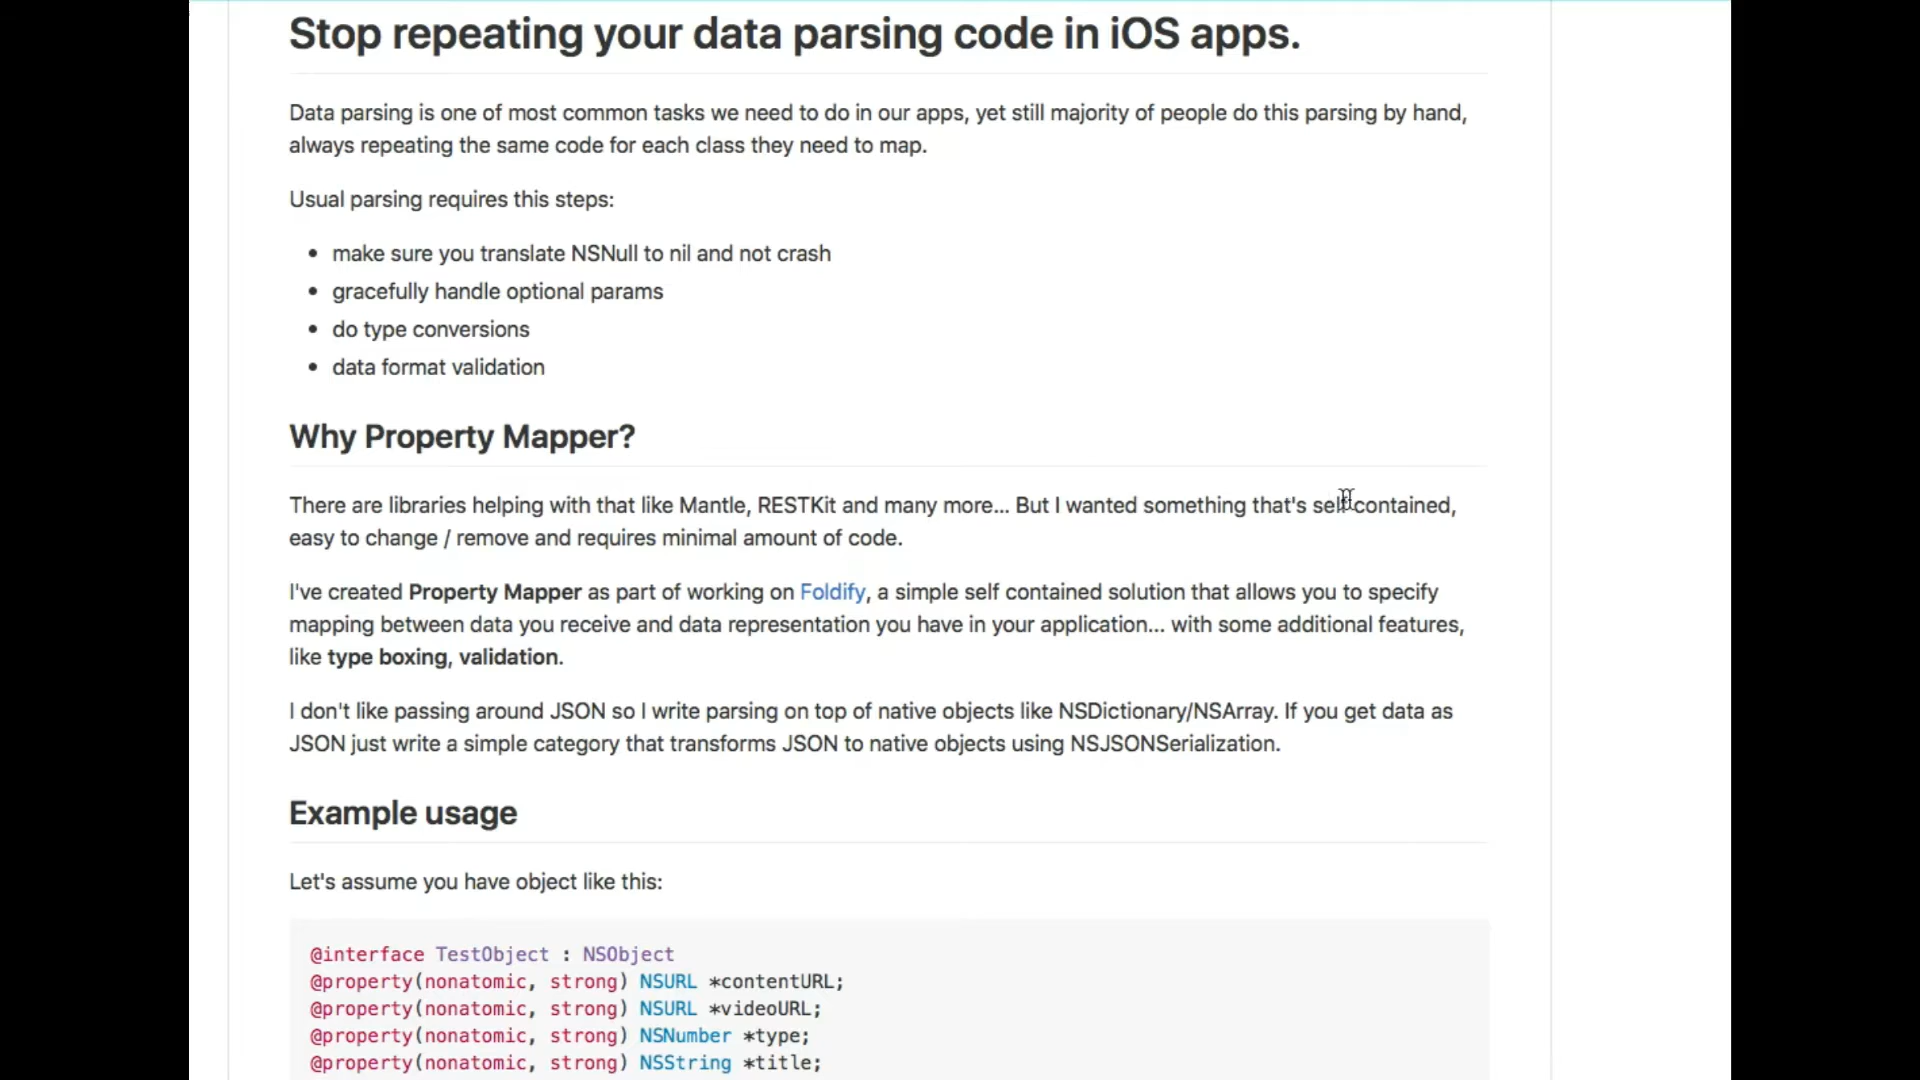 Stop repeating your data parsing code in iOS apps.
Data parsing is one of most common tasks we need to do in our apps, yet still majority of people do this parsing by hand,
always repeating the same code for each class they need to map.
Usual parsing requires this steps:
• make sure you translate NSNull to nil and not crash
• gracefully handle optional params
• do type conversions
• data format validation
Why Property Mapper?
There are libraries helping with that like Mantle, RESTKit and many more... But I wanted something that's self contained,
easy to change / remove and requires minimal amount of code.
I've created Property Mapper as part of working on Foldify, a simple self contained solution that allows you to specify
mapping between data you receive and data representation you have in your application... with some additional features,
like type boxing, validation.
I don't like passing around JSON so I write parsing on top of native objects like NSDictionary/NSArray. If you get data as
JSON just write a simple category that transforms JSON to native objects using NSJSONSerialization.
Example usage
Let's assume you have object like this:
@interface TestObject : NSObject
@property(nonatomic, strong) NSURL *contentURL;
@property(nonatomic, strong) NSURL *videoURL;
@property(nonatomic, strong) NSNumber *type;
@property(nonatomic, strong) NSString *title;